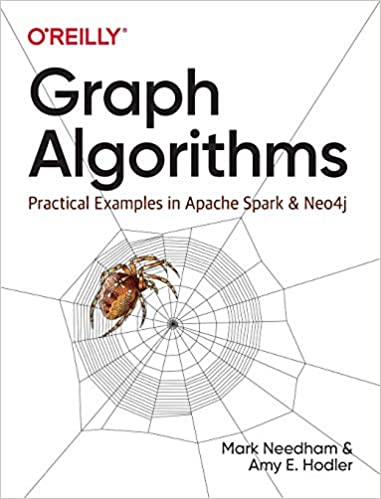 O'REILLY®
Graph
Algorithms
Practical Examples in Apache Spark & Neo4j
Mark Needham &
Amy E. Hodler